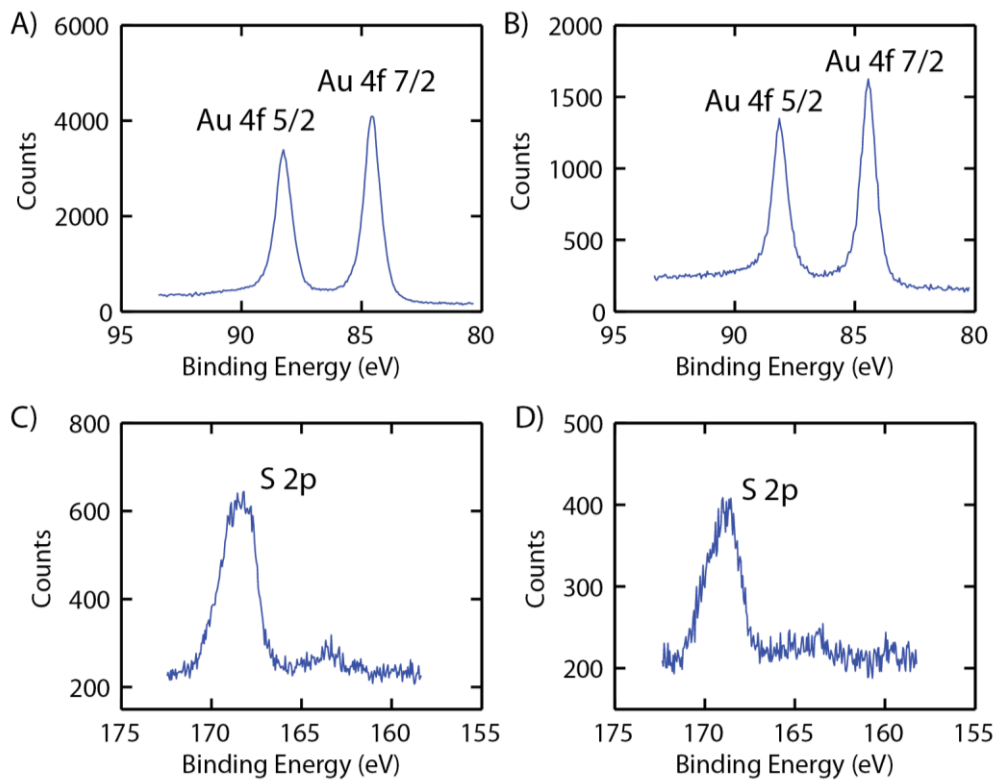 A)
6000
4000
2000
0
Counts
Au 4f 5/2
Au 4f 7/2
95
90
85
80
Binding Energy (eV)
B)
2000
1500
1000
500
0
Counts
Au 4f 5/2
Au 4f 7/2
95
90
85
80
Binding Energy (eV)
C)
800
600
400
200
Counts
S 2p
175
170
165
160
155
Binding Energy (eV)
D)
500
400
300
200
Counts
S 2p
175
170
165
160
155
Binding Energy (eV)